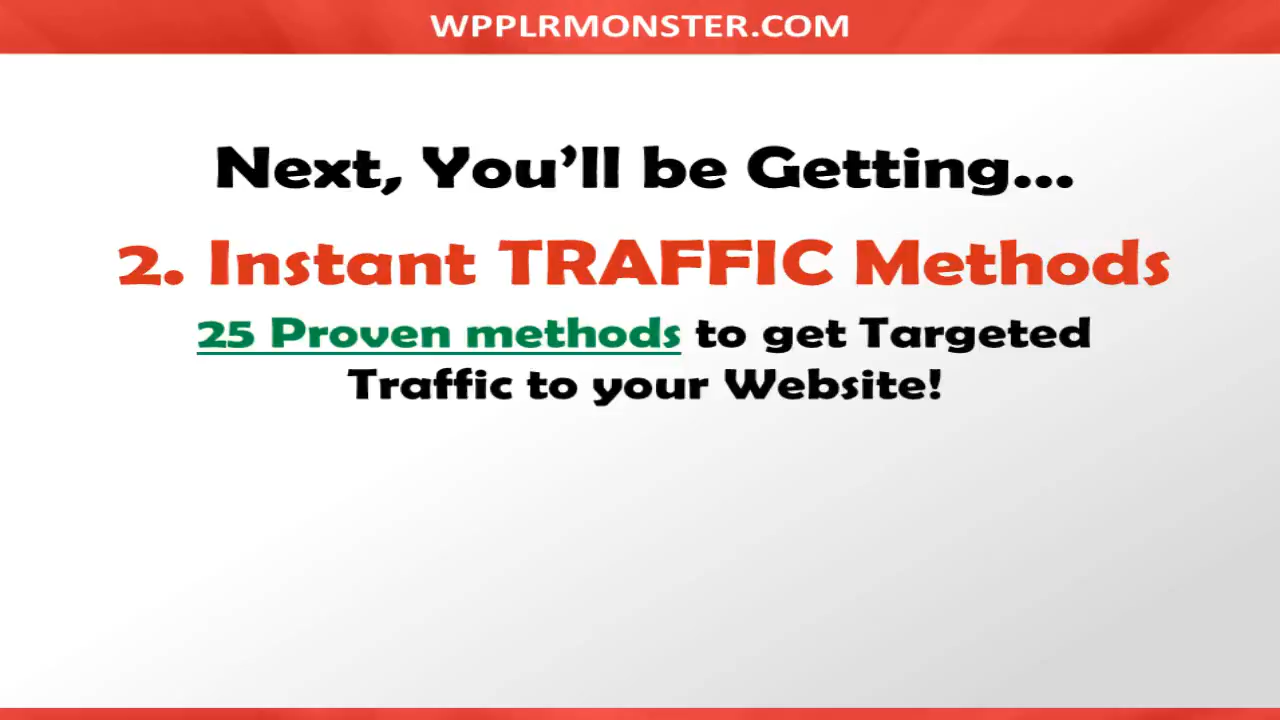 WPPLRMONSTER.COM
Next, You’ll be Getting...
2. Instant TRAFFIC Methods
25 Proven methods to get Targeted
Traffic to your Website!